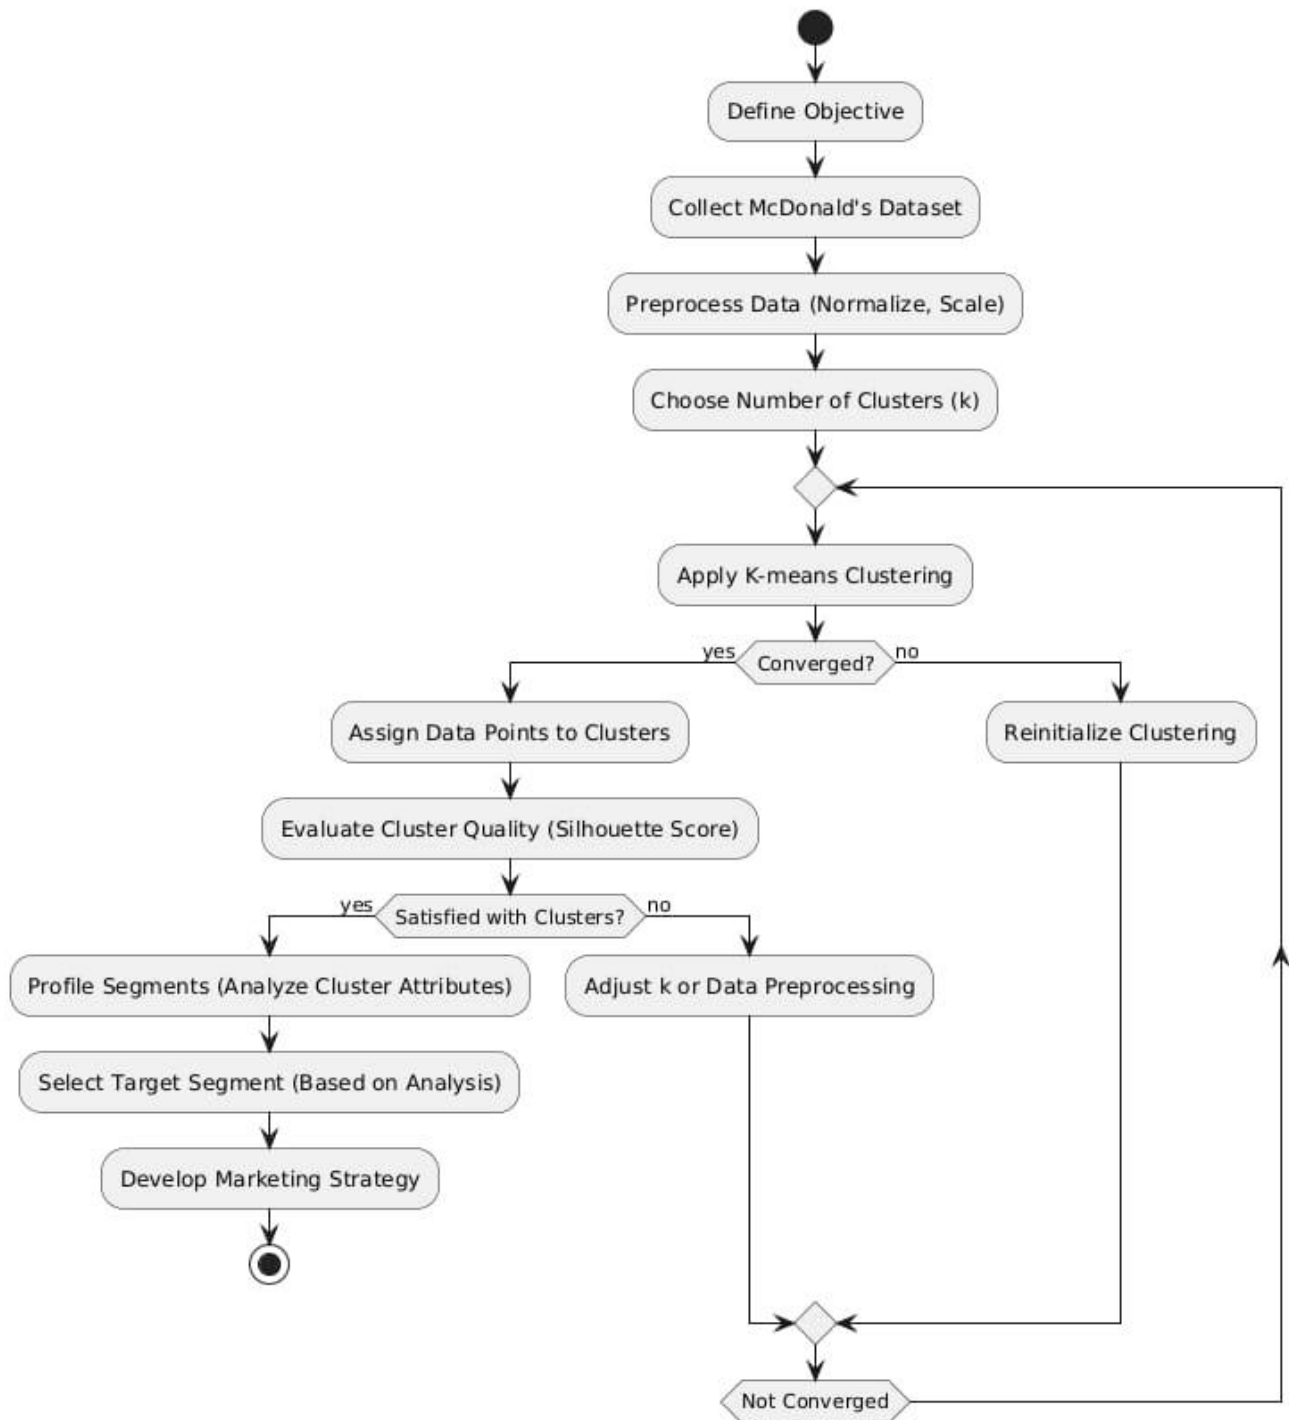 Define Objective
Collect McDonald's Dataset
Preprocess Data (Normalize, Scale)
Choose Number of Clusters (k)
Apply K-means Clustering
yes
Converged?
no
Assign Data Points to Clusters
Reinitialize Clustering
Evaluate Cluster Quality (Silhouette Score)
yes
Satisfied with Clusters?
no
Profile Segments (Analyze Cluster Attributes)
Adjust k or Data Preprocessing
Select Target Segment (Based on Analysis)
Develop Marketing Strategy
Not Converged